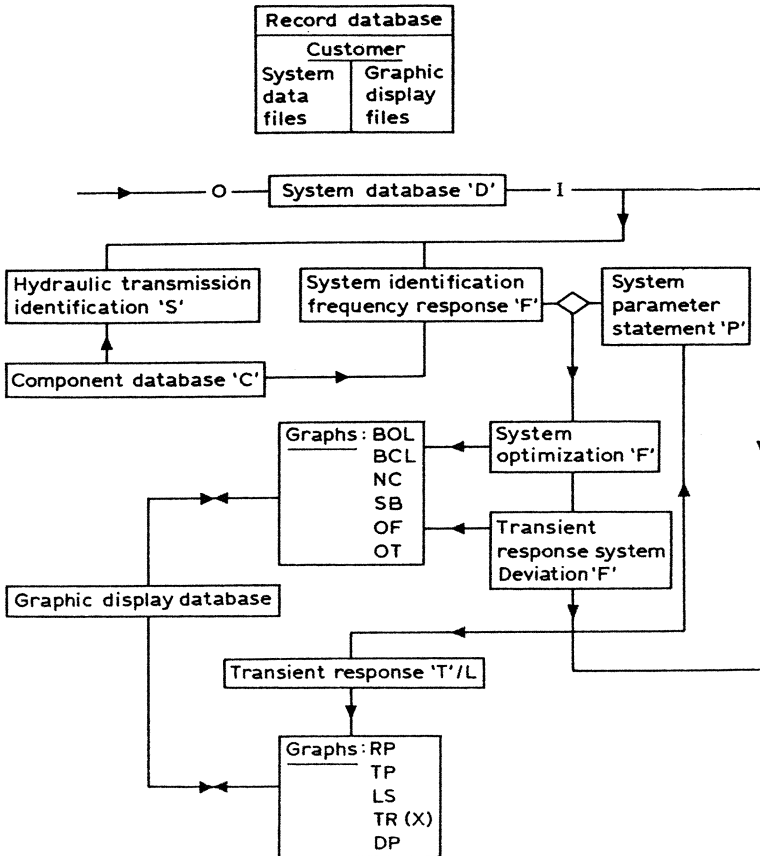 Record database
Customer
System data files
Graphic display files
O
System database 'D'
I
Hydraulic transmission
identification 'S'
System identification
frequency response 'F'
System
parameter
statement 'P'
Component database 'C'
Graphs: BOL
BCL
NC
SB
OF
OT
System
optimization 'F'
Transient
response system
Deviation 'F'
Graphic display database
Transient response 'T'/L
Graphs: RP
TP
LS
TR (X)
DP